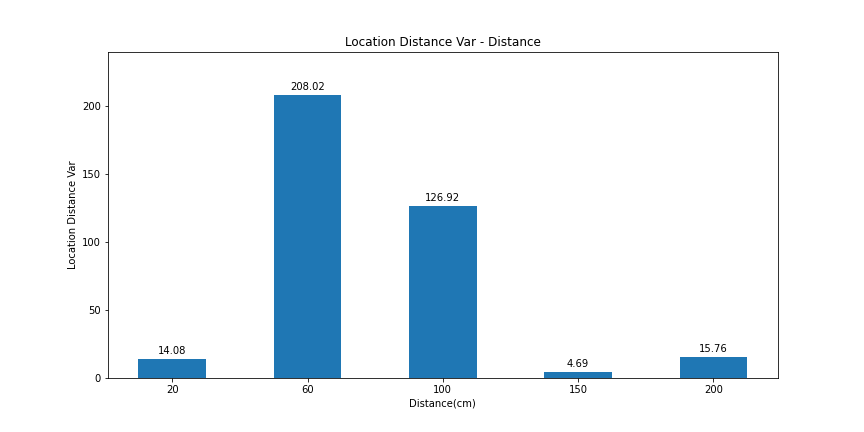 Location Distance Var - Distance
208.02
126.92
14.08
4.69
15.76
Location Distance Var
200
150
100
50
0
20 60 100 150 200
Distance(cm)